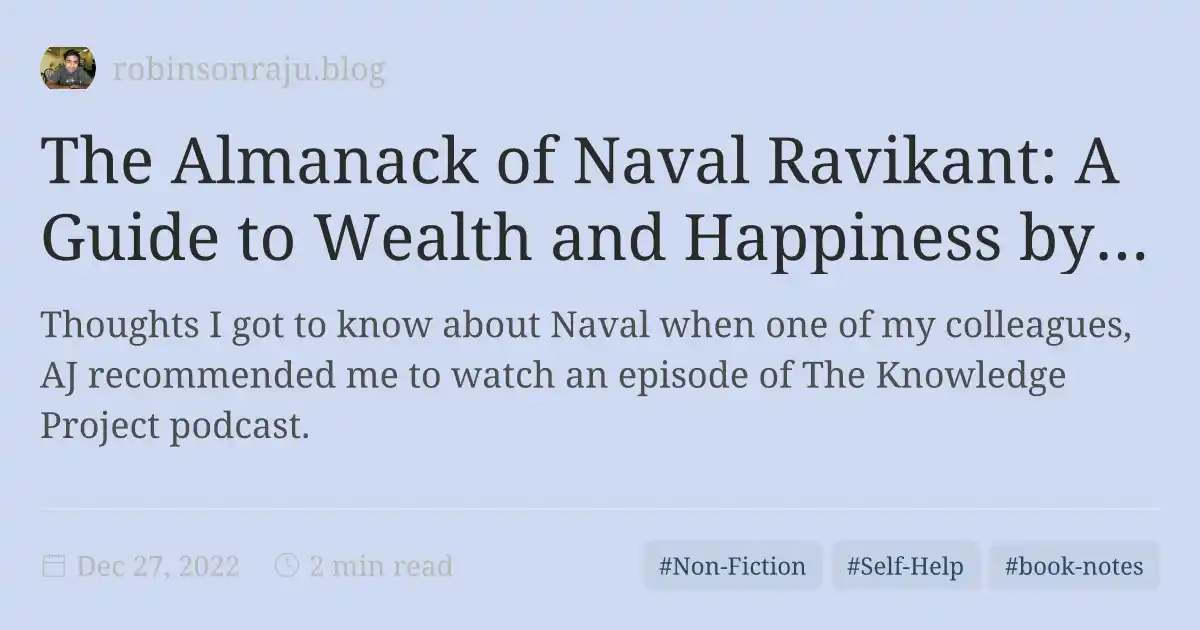 robinsonraju.blog
The Almanack of Naval Ravikant: A
Guide to Wealth and Happiness by...
Thoughts I got to know about Naval when one of my colleagues,
AJ recommended me to watch an episode of The Knowledge
Project podcast.
Dec 27, 2022 2 min read #Non-Fiction #Self-Help #book-notes